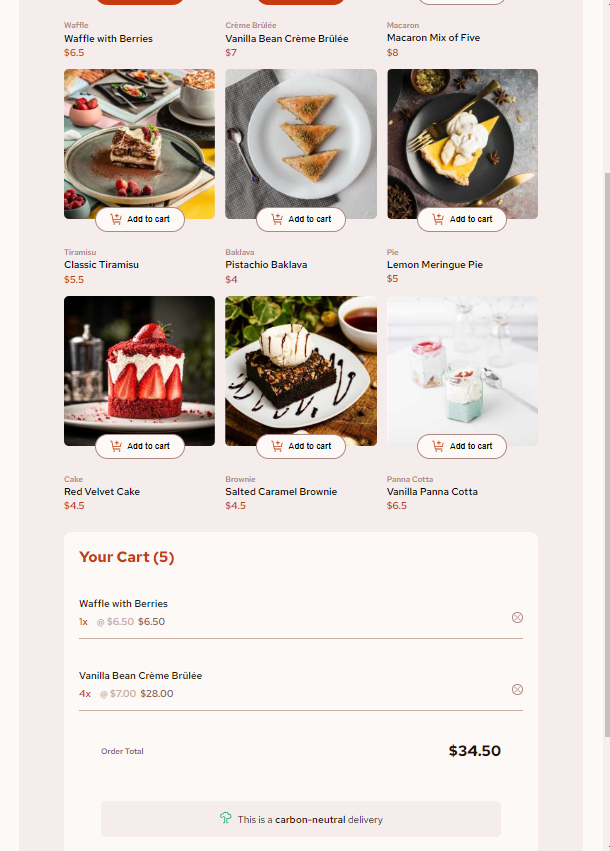 Waffle
Waffle with Berries
$6.5
Crème Brûlée
Vanilla Bean Crème Brûlée
$7
Macaron
Macaron Mix of Five
$8
Add to cart
Tiramisu
Classic Tiramisu
$5.5
Add to cart
Baklava
Pistachio Baklava
$4
Add to cart
Pie
Lemon Meringue Pie
$5
Add to cart
Cake
Red Velvet Cake
$4.5
Add to cart
Brownie
Salted Caramel Brownie
$4.5
Add to cart
Panna Cotta
Vanilla Panna Cotta
$6.5
Your Cart (5)
Waffle with Berries
1x @ $6.50 $6.50
Vanilla Bean Crème Brûlée
4x @ $7.00 $28.00
Order Total $34.50
This is a carbon-neutral delivery